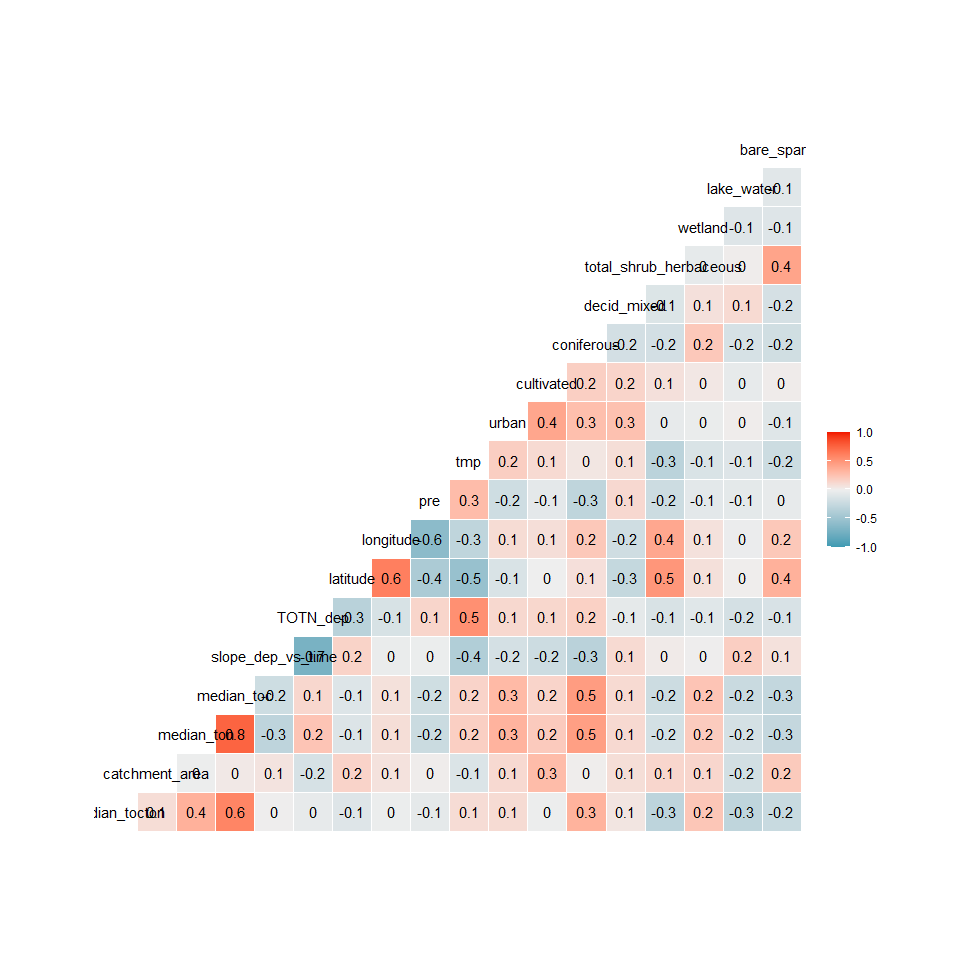 bare_spar
lake_water -0.1
wetland -0.1 -0.1
total_shrub_herbaceous 0 0 0.4
decid_mixed -0.1 0.1 0.1 -0.2
coniferous -0.2 -0.2 0.2 -0.2 -0.2
cultivated 0.2 0.2 0.1 0 0 0
urban 0.4 0.3 0.3 0 0 0 -0.1
tmp 0.2 0.1 0 0.1 -0.3 -0.1 -0.1 -0.2
pre 0.3 -0.2 -0.1 -0.3 0.1 -0.2 -0.1 -0.1 0
longitude -0.6 -0.3 0.1 0.1 0.2 -0.2 0.4 0.1 0 0.2
latitude 0.6 -0.4 -0.5 -0.1 0 0.1 -0.3 0.5 0.1 0 0.4
TOTN_dep -0.3 -0.1 0.1 0.5 0.1 0.1 0.2 -0.1 -0.1 -0.1 -0.2 -0.1
slope_dep_vs_time -0.7 0.2 0 0 -0.4 -0.2 -0.2 -0.3 0.1 0 0 0.2 0.1
median_toc -0.2 0.1 -0.1 0.1 -0.2 0.2 0.3 0.2 0.5 0.1 -0.2 0.2 -0.2 -0.3
median_ton 0.8 -0.3 0.2 -0.1 0.1 -0.2 0.2 0.3 0.2 0.5 0.1 -0.2 0.2 -0.2 -0.3
catchment_area 0 0 0.1 -0.2 0.2 0.1 0 -0.1 0.1 0.3 0 0.1 0.1 0.1 -0.2 0.2
dian_tocton 0.1 0.4 0.6 0 0 -0.1 0 -0.1 0.1 0.1 0 0.3 0.1 -0.3 0.2 -0.3 -0.2
1.0
0.5
0.0
-0.5
-1.0